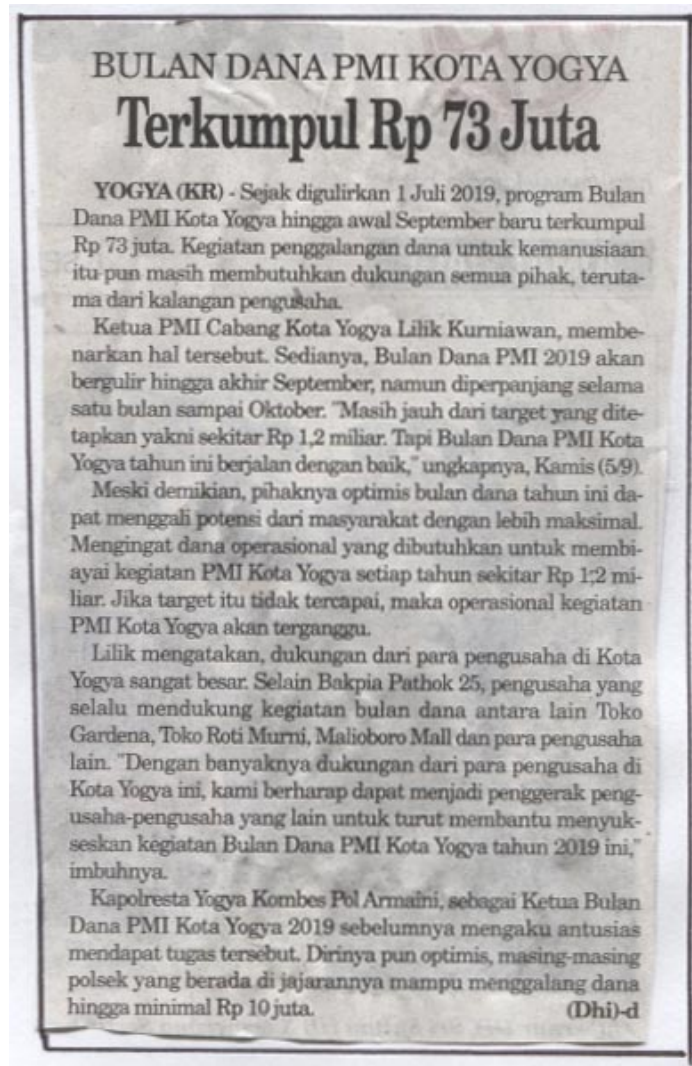 BULAN DANA PMI KOTA YOGYA
Terkumpul Rp 73 Juta
YOGYA (KR) - Sejak digulirkan 1 Juli 2019, program Bulan
Dana PMI Kota Yogya hingga awal September baru terkumpul
Rp 73 juta. Kegiatan penggalangan dana untuk kemanusiaan
itu pun masih membutuhkan dukungan semua pihak, teruta-
ma dari kalangan pengusaha.
Ketua PMI Cabang Kota Yogya Lilik Kurniawan, membe-
narkan hal tersebut. Sedianya, Bulan Dana PMI 2019 akan
bergulir hingga akhir September, namun diperpanjang selama
satu bulan sampai Oktober. "Masih jauh dari target yang dite-
tapkan yakni sekitar Rp 1,2 miliar. Tapi Bulan Dana PMI Kota
Yogya tahun ini berjalan dengan baik," ungkapnya, Kamis (5/9).
Meski demikian, pihaknya optimis bulan dana tahun ini da-
pat menggali potensi dari masyarakat dengan lebih maksimal.
Mengingat dana operasional yang dibutuhkan untuk membi-
ayai kegiatan PMI Kota Yogya setiap tahun sekitar Rp 1,2 mi-
liar. Jika target itu tidak tercapai, maka operasional kegiatan
PMI Kota Yogya akan terganggu.
Lilik mengatakan, dukungan dari para pengusaha di Kota
Yogya sangat besar. Selain Bakpia Pathok 25, pengusaha yang
selalu mendukung kegiatan bulan dana antara lain Toko
Gardena, Toko Roti Murni, Malioboro Mall dan para pengusaha
lain. "Dengan banyaknya dukungan dari para pengusaha di
Kota Yogya ini, kami berharap dapat menjadi penggerak peng-
usaha-pengusaha yang lain untuk turut membantu menyuk-
seskan kegiatan Bulan Dana PMI Kota Yogya tahun 2019 ini,"
imbuhnya.
Kapolresta Yogya Kombes Pol Armaini, sebagai Ketua Bulan
Dana PMI Kota Yogya 2019 sebelumnya mengaku antusias
mendapat tugas tersebut. Dirinya pun optimis, masing-masing
polsek yang berada di jajarannya mampu menggalang dana
hingga minimal Rp 10 juta. (Dhi)-d